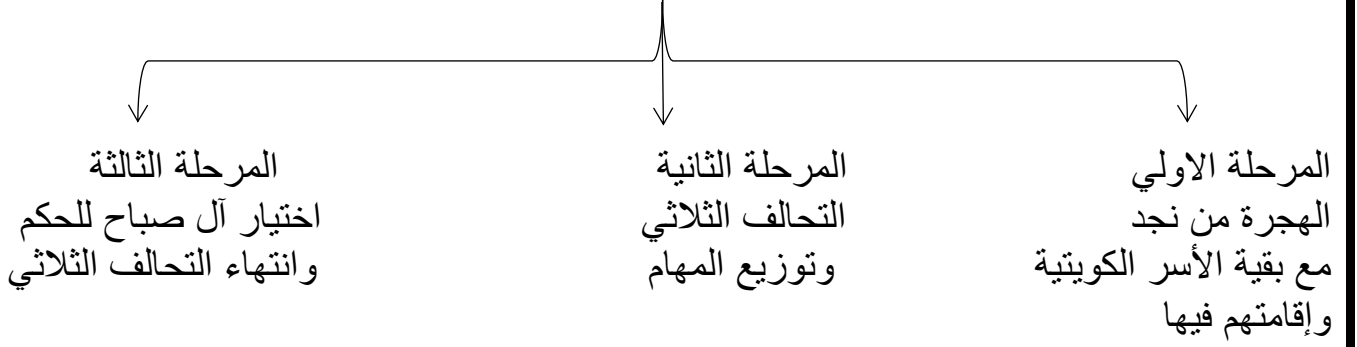 المرحلة الاولي
الهجرة من نجد
مع بقية الأسر الكويتية
وإقامتهم فيها
المرحلة الثانية
التحالف الثلاثي
وتوزيع المهام
المرحلة الثالثة
اختيار آل صباح للحكم
وانتهاء التحالف الثلاثي